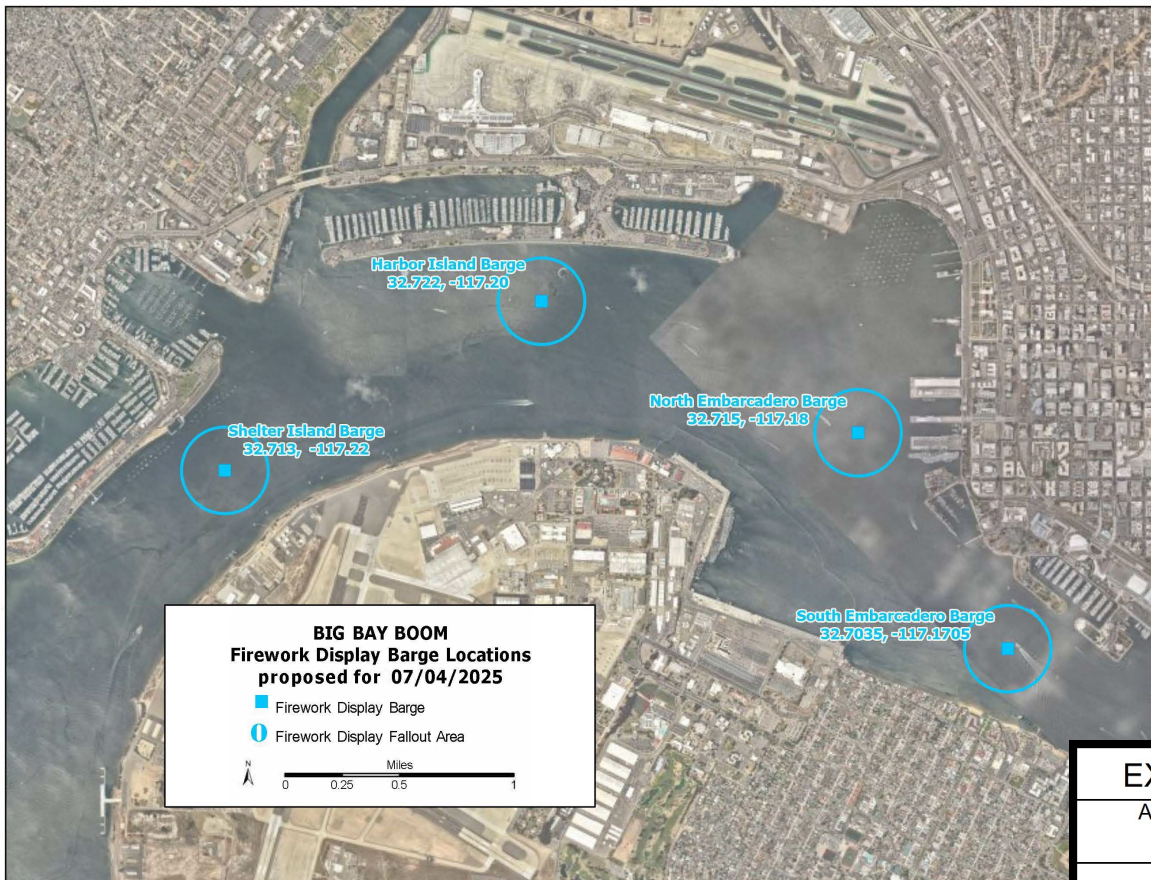 Harbor Island Barge
32.722, -117.20
North Embarcadero Barge
32.715, -117.18
Shelter Island Barge
32.713, -117.22
South Embarcadero Barge
32.7035, -117.1705
BIG BAY BOOM
Firework Display Barge Locations
proposed for 07/04/2025
Firework Display Barge
Firework Display Fallout Area
N
Miles
0 0.25 0.5 1
EX
A